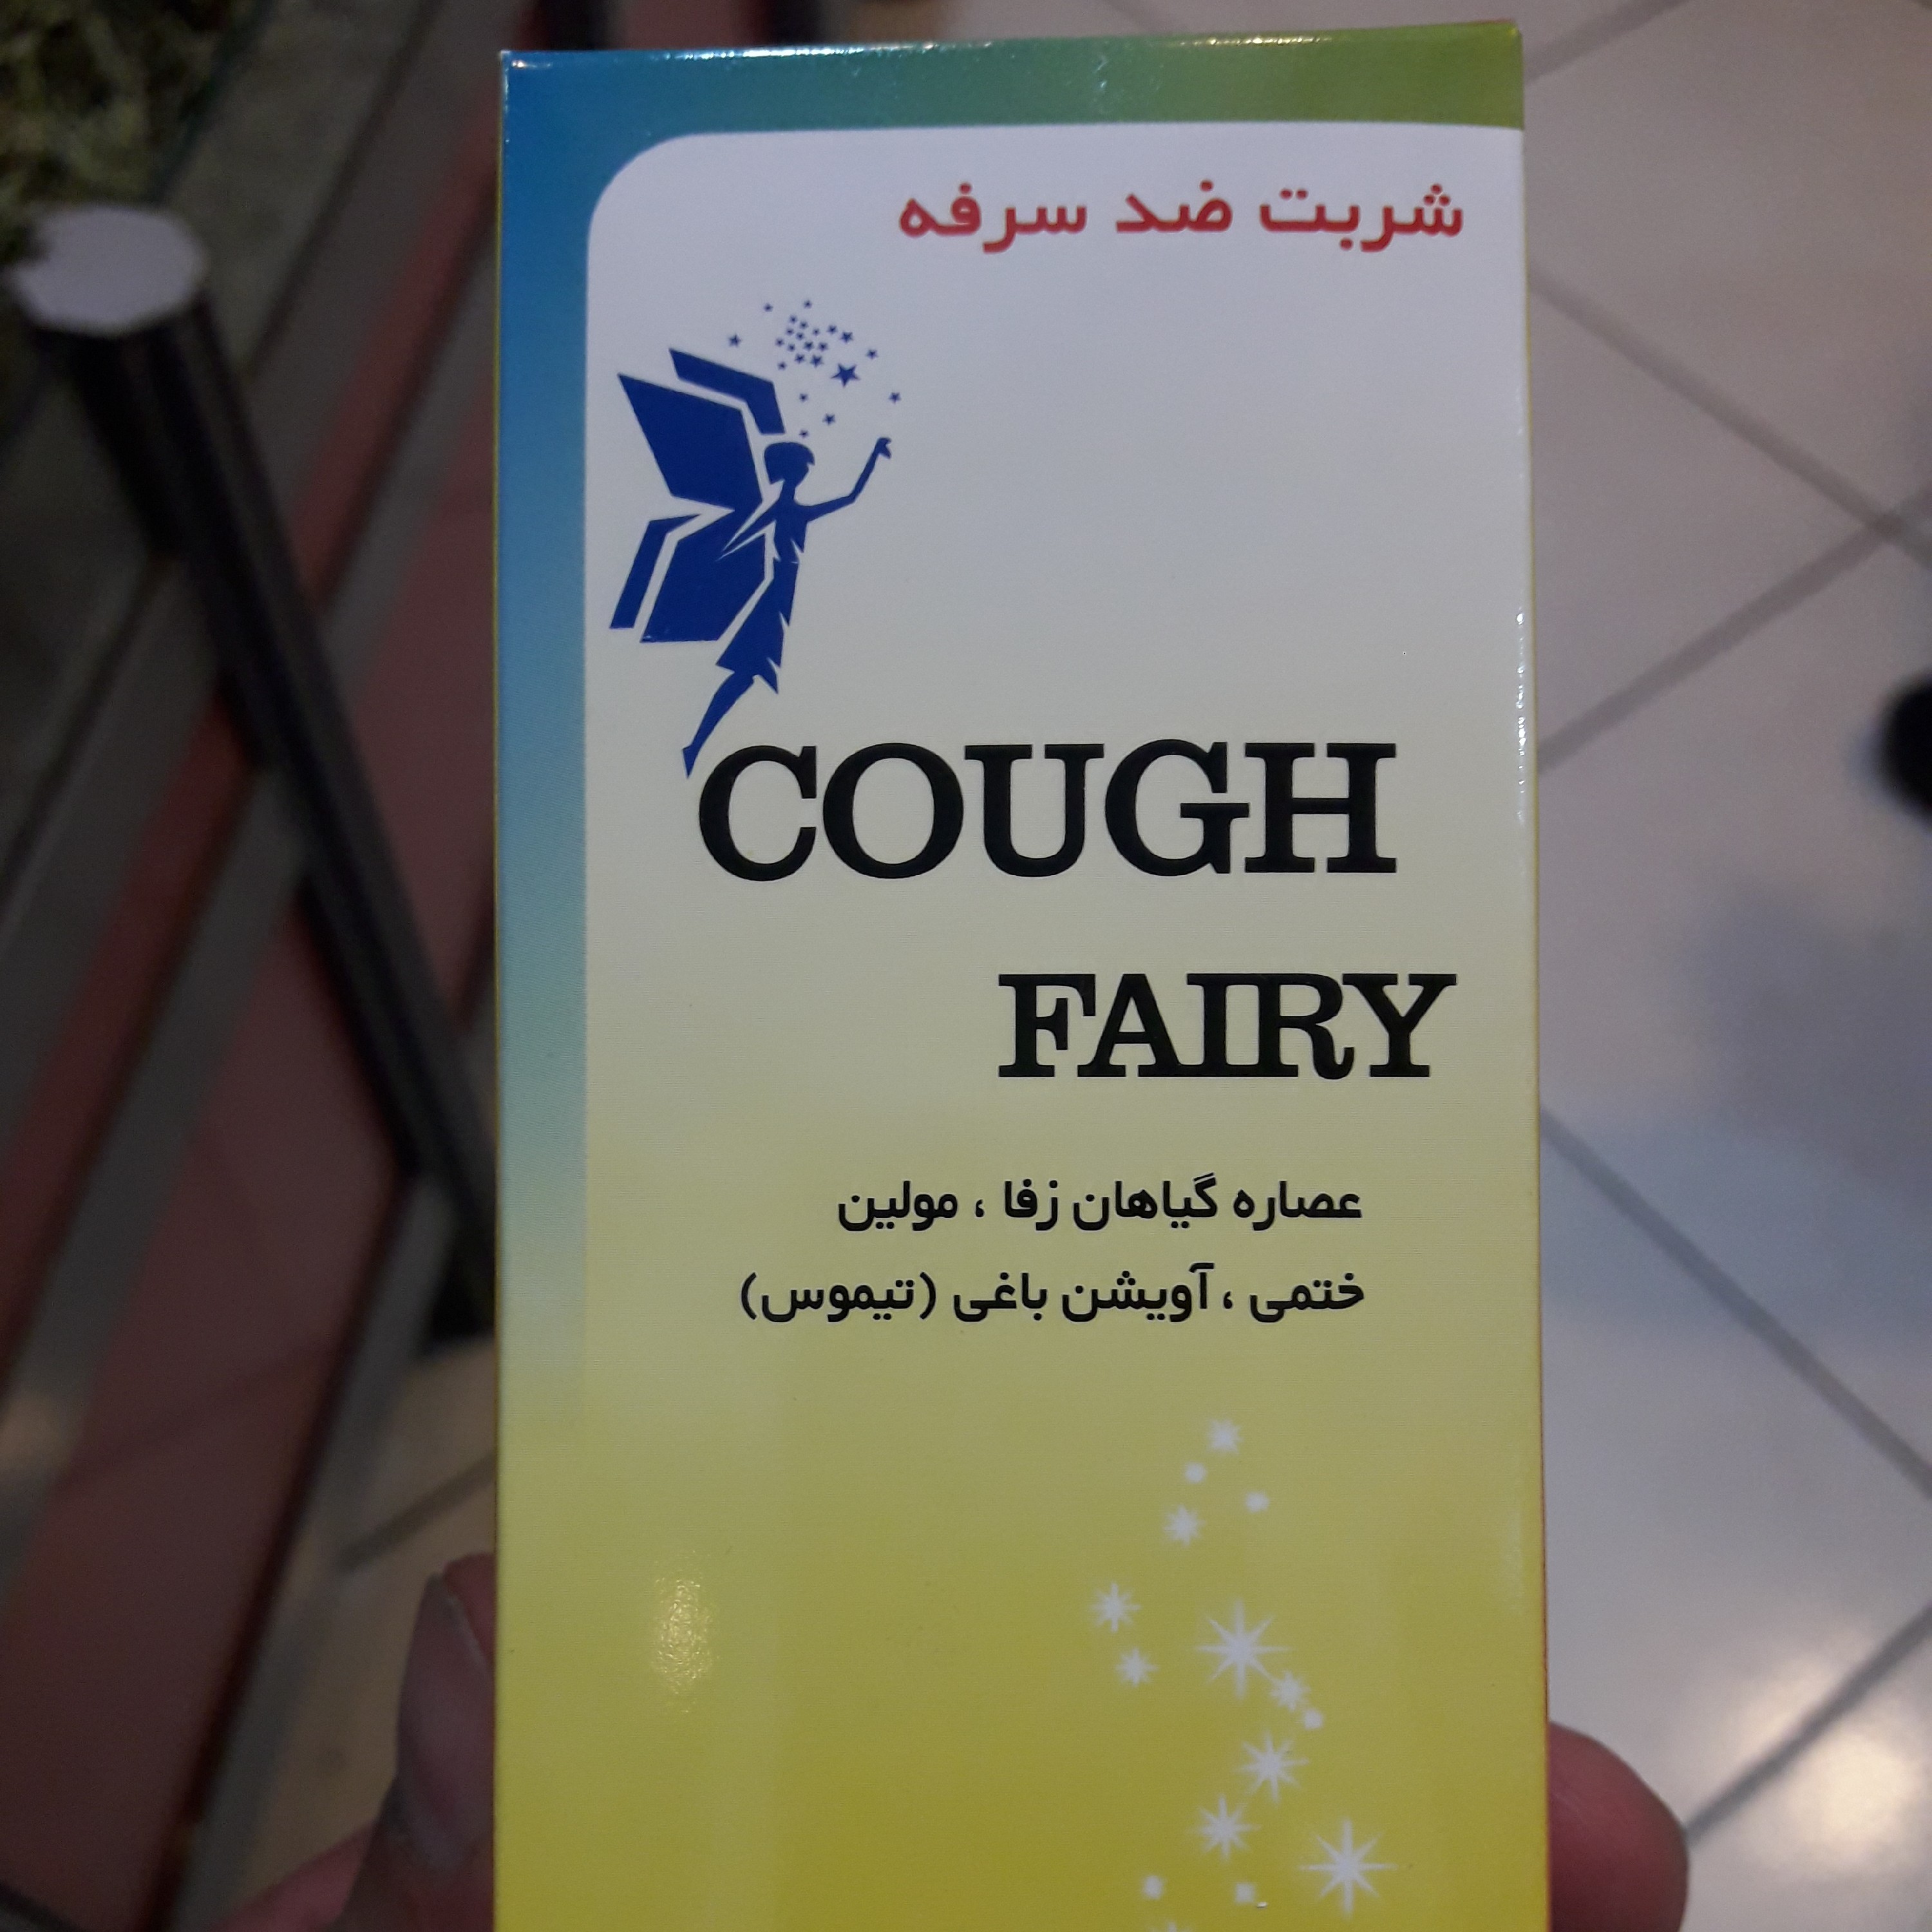 شربت ضد سرفه
COUGH
FAIRY
عصاره گیاهان زفا ، مولین
ختمی ، آویشن باغی (تیموس)